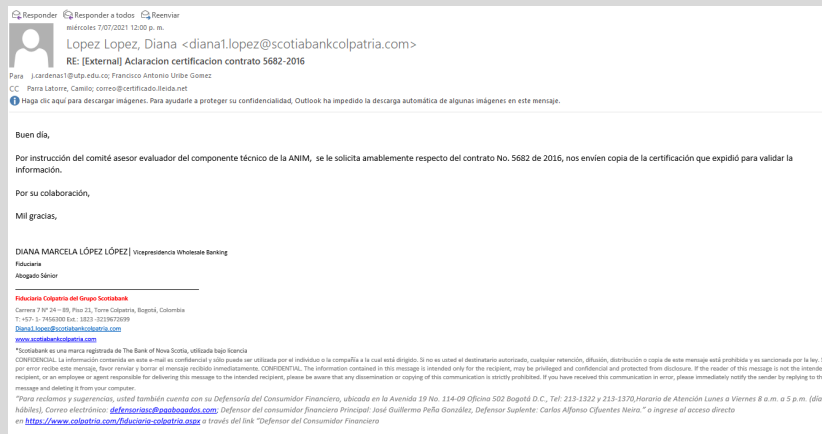 Responder Responder a todos Reenviar
miércoles 7/07/2021 12:00 p. m.
Lopez Lopez, Diana <diana1.lopez@scotiabankcolpatria.com>
RE: [External] Aclaracion certificacion contrato 5682-2016
Para j.cardenas1@utp.edu.co; Francisco Antonio Uribe Gomez
CC Parra Latorre, Camilo; correo@certificado.lleida.net
Haga clic aquí para descargar imágenes. Para ayudarle a proteger su confidencialidad, Outlook ha impedido la descarga automática de algunas imágenes en este mensaje.
Buen día,
Por instrucción del comité asesor evaluador del componente técnico de la ANIM, se le solicita amablemente respecto del contrato No. 5682 de 2016, nos envíen copia de la certificación que expidió para validar la
información.
Por su colaboración,
Mil gracias,
DIANA MARCELA LÓPEZ LÓPEZ| Vicepresidencia Wholesale Banking
Fiduciaria
Abogado Sénior
Fiduciaria Colpatria del Grupo Scotiabank
Carrera 7 N° 24 – 89, Piso 21, Torre Colpatria, Bogotá, Colombia
T: +57- 1- 7456300 Ext.: 1823 -3219672699
Diana1.lopez@scotiabankcolpatria.com
www.scotiabankcolpatria.com
*Scotiabank es una marca registrada de The Bank of Nova Scotia, utilizada bajo licencia
CONFIDENCIAL. La información contenida en este e-mail es confidencial y sólo puede ser utilizada por el individuo o la compañía a la cual está dirigido. Si no es usted el destinatario autorizado, cualquier retención, difusión, distribución o copia de este mensaje está prohibida y es sancionada por la ley.
por error recibe este mensaje, favor reenviar y borrar el mensaje recibido inmediatamente. CONFIDENTIAL. The information contained in this message is intended only for the recipient, may be privileged and confidential and protected from disclosure. If the reader of this message is not the intende
recipient, or an employee or agent responsible for delivering this message to the intended recipient, please be aware that any dissemination or copying of this communication is strictly prohibited. If you have received this communication in error, please immediately notify the sender by replying to th
message and deleting it from your computer.
"Para reclamos y sugerencias, usted también cuenta con su Defensoría del Consumidor Financiero, ubicada en la Avenida 19 No. 114-09 Oficina 502 Bogotá D.C., Tel: 213-1322 y 213-1370,Horario de Atención Lunes a Viernes 8 a.m. a 5 p.m. (día
hábiles), Correo electrónico: defensoriasc@pgabogados.com; Defensor del consumidor financiero Principal: José Guillermo Peña González, Defensor Suplente: Carlos Alfonso Cifuentes Neira." o ingrese al acceso directo
en https://www.colpatria.com/fiduciaria-colpatria.aspx a través del link "Defensor del Consumidor Financiero